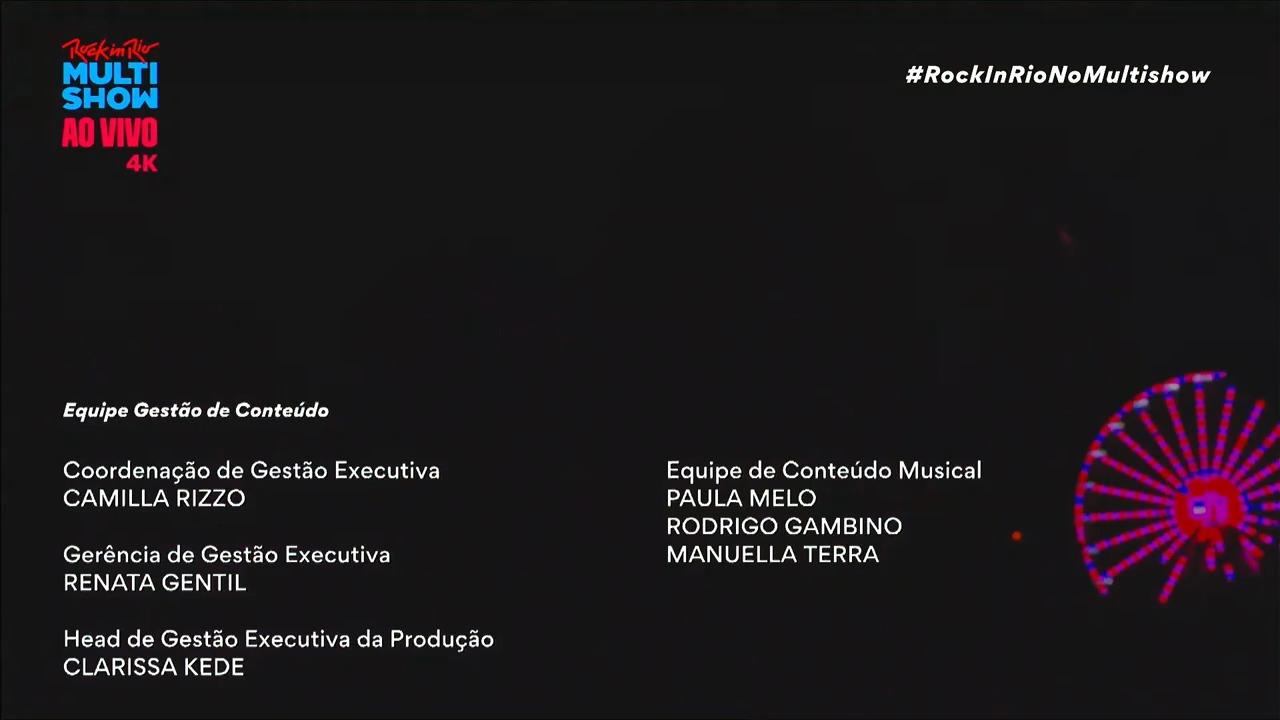 Rock in Rio
MULTI
SHOW
AO VIVO
4K
#RockInRioNoMultishow
Equipe Gestão de Conteúdo
Coordenação de Gestão Executiva
CAMILLA RIZZO
Gerência de Gestão Executiva
RENATA GENTIL
Head de Gestão Executiva da Produção
CLARISSA KEDE
Equipe de Conteúdo Musical
PAULA MELO
RODRIGO GAMBINO
MANUELLA TERRA